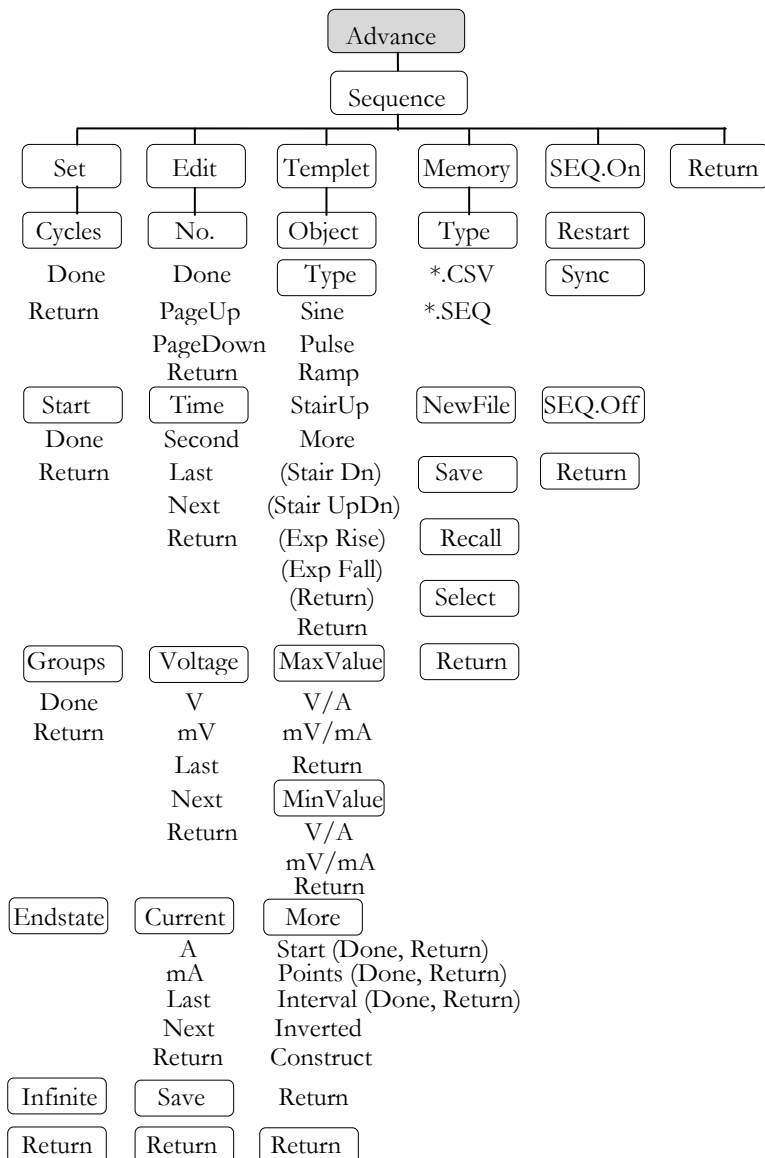 Advance
Sequence
Set Edit Templet Memory SEQ.On Return
Cycles No. Object Type Restart
Done Done Type *.CSV Sync
Return PageUp Sine *.SEQ
PageDown Pulse
Return Ramp
Start Time StairUp NewFile SEQ.Off
Done Second More
Return Last (Stair Dn) Save Return
Next (Stair UpDn)
Return (Exp Rise) Recall
(Exp Fall)
(Return) Select
Return
Groups Voltage MaxValue Return
Done V V/A
Return mV mV/mA
Last Return
Next MinValue
Return V/A
mV/mA
Return
Endstate Current More
A Start (Done, Return)
mA Points (Done, Return)
Last Interval (Done, Return)
Next Inverted
Return Construct
Infinite Save Return
Return Return Return